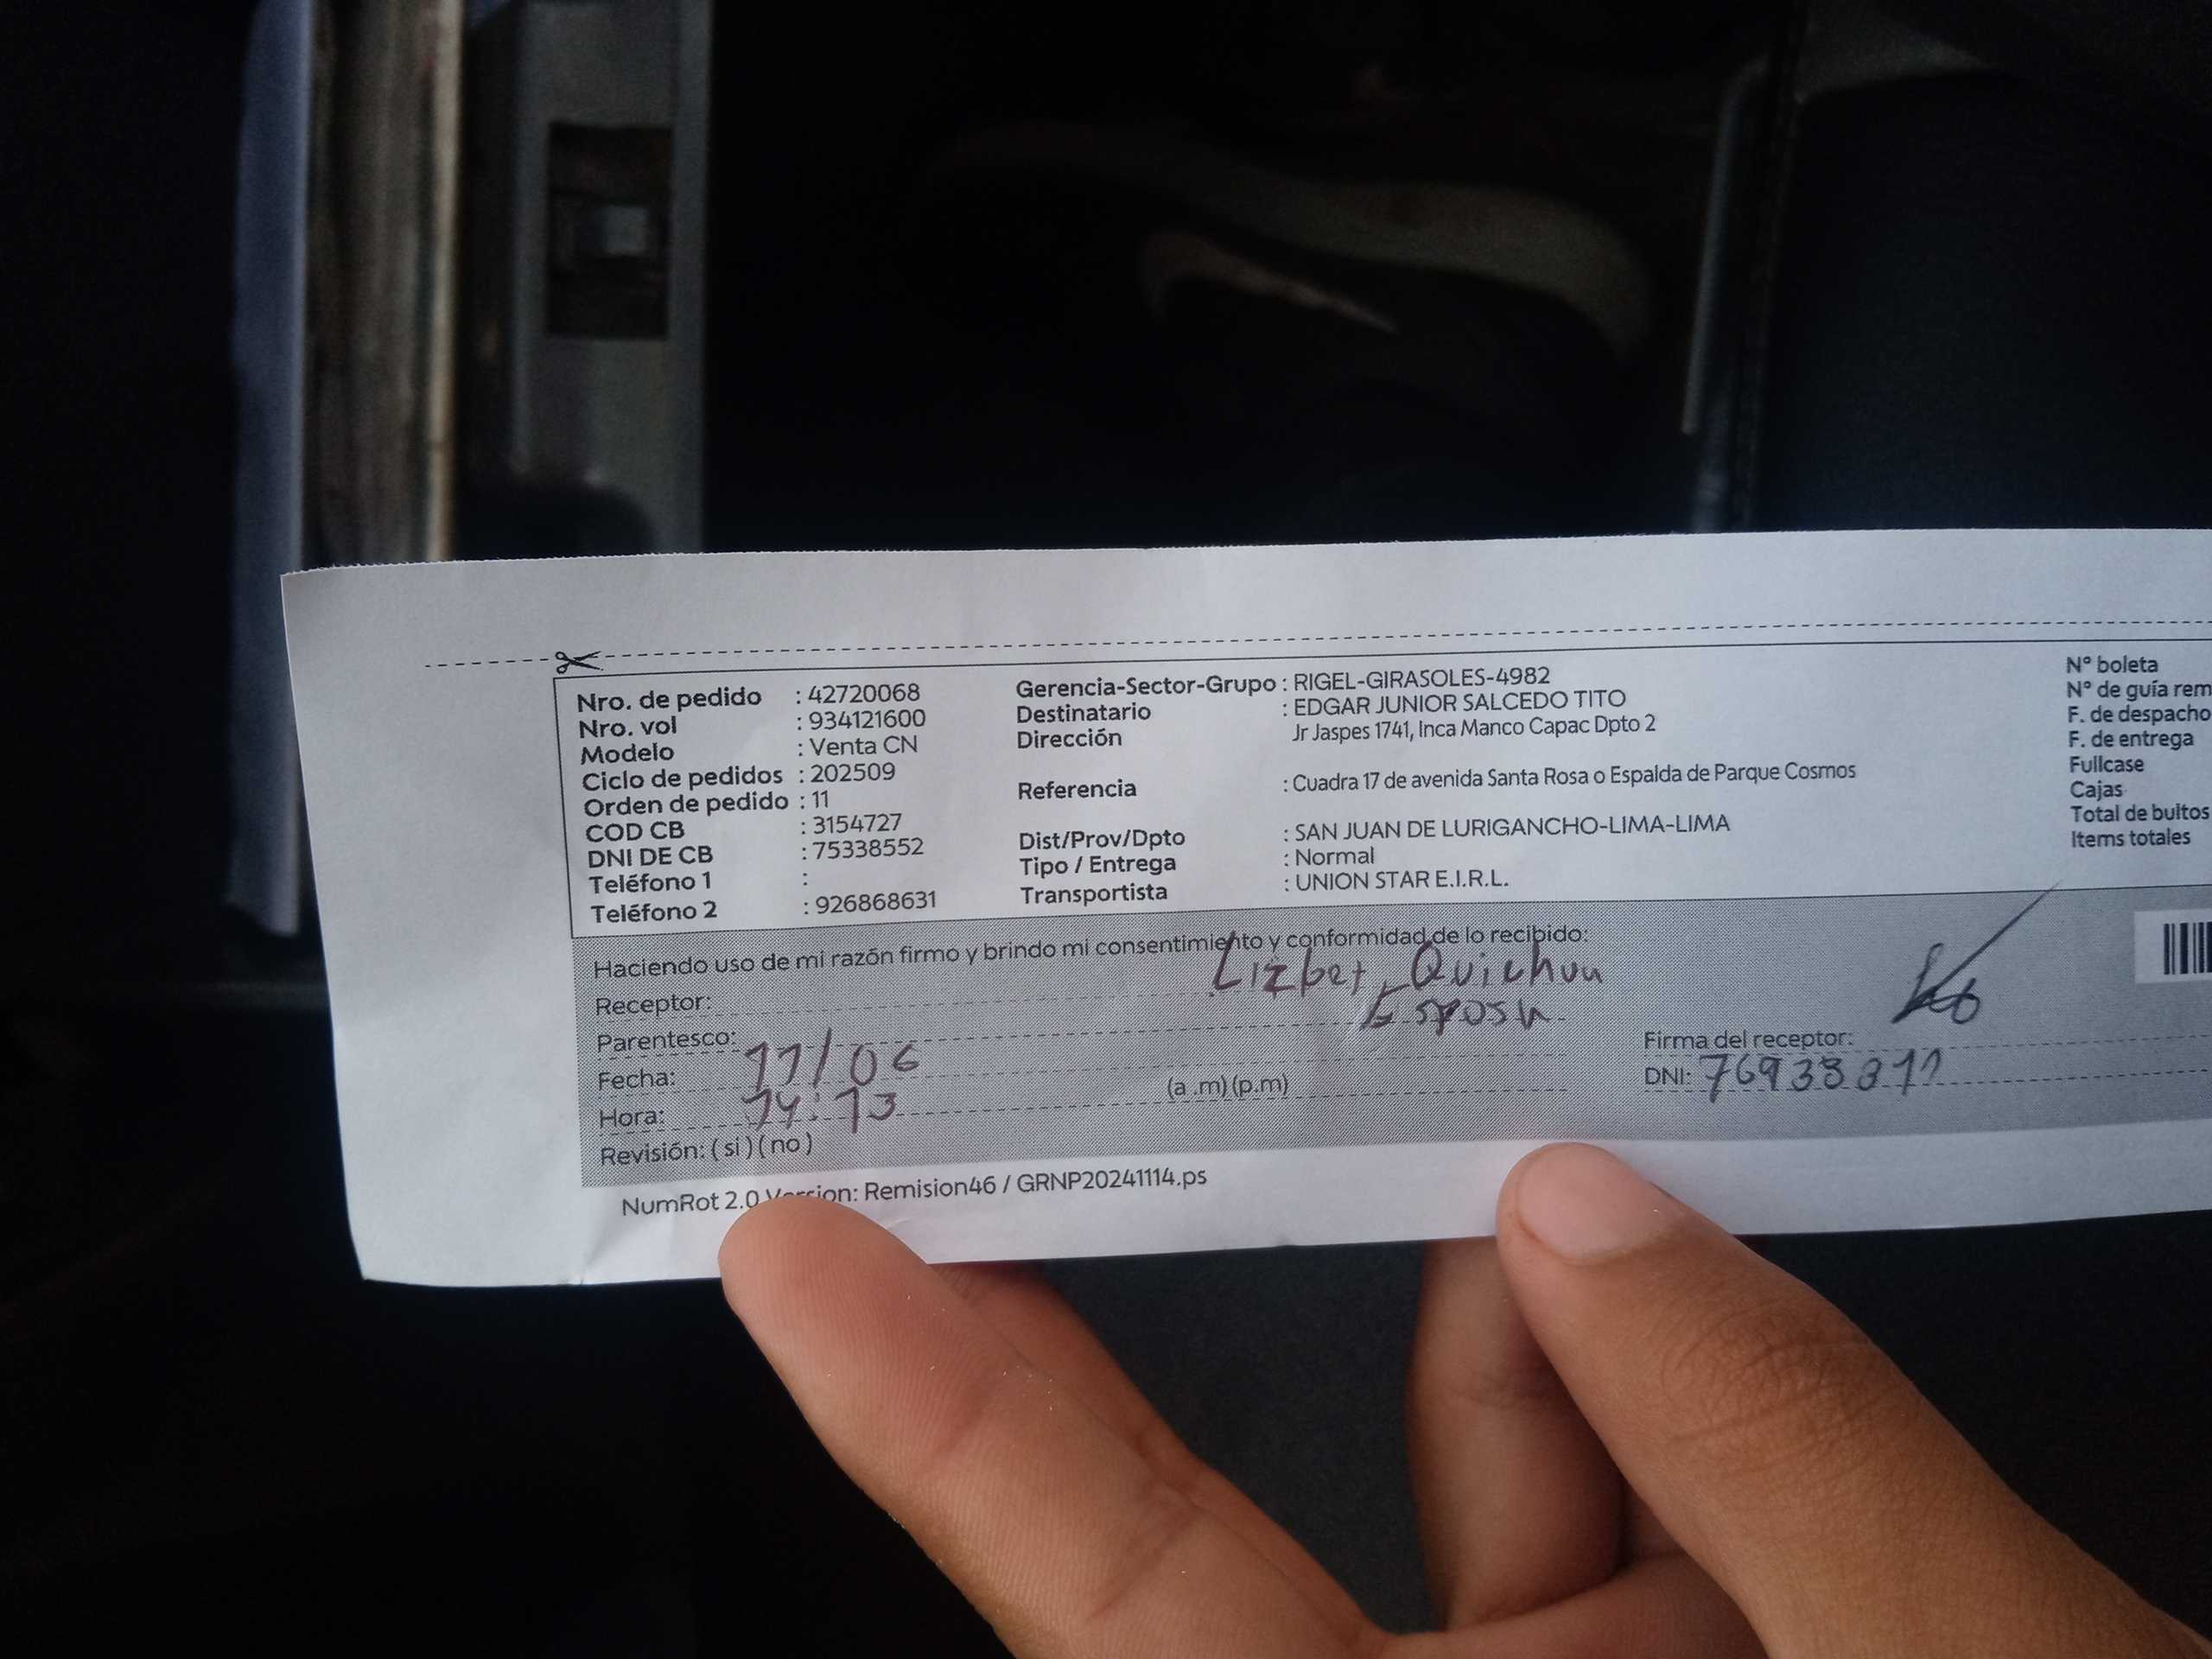 Nro. de pedido : 42720068
Nro. vol : 934121600
Modelo : Venta CN
Ciclo de pedidos : 202509
Orden de pedido : 11
COD CB : 3154727
DNI DE CB : 75338552
Teléfono 1 :
Teléfono 2 : 926868631
Gerencia-Sector-Grupo : RIGEL-GIRASOLES-4982
Destinatario : EDGAR JUNIOR SALCEDO TITO
Dirección Jr Jaspes 1741, Inca Manco Capac Dpto 2
Referencia : Cuadra 17 de avenida Santa Rosa o Espalda de Parque Cosmos
Dist/Prov/Dpto : SAN JUAN DE LURIGANCHO-LIMA-LIMA
Tipo / Entrega : Normal
Transportista : UNION STAR E.I.R.L.
N° boleta
N° de guía rem
F. de despacho
F. de entrega
Fullcase
Cajas
Total de bultos
Items totales
Haciendo uso de mi razón firmo y brindo mi consentimiento y conformidad de lo recibido:
Receptor: Lizbet Quichua
Parentesco: Esposa
Fecha: 11/06
Hora: 14:13 (a .m) (p.m)
Revisión: ( si ) ( no )
Firma del receptor:
DNI:
NumRot 2.0 Version: Remision46 / GRNP20241114.ps